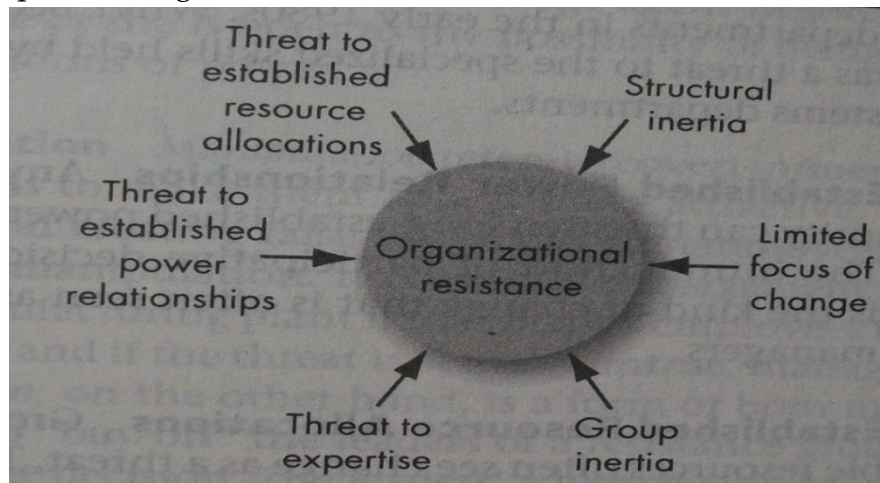 Threat to
established
resource
allocations
Structural
inertia
Threat to
established
power
relationships
Organizational
resistance
Limited
focus of
change
Threat to
expertise
Group
inertia